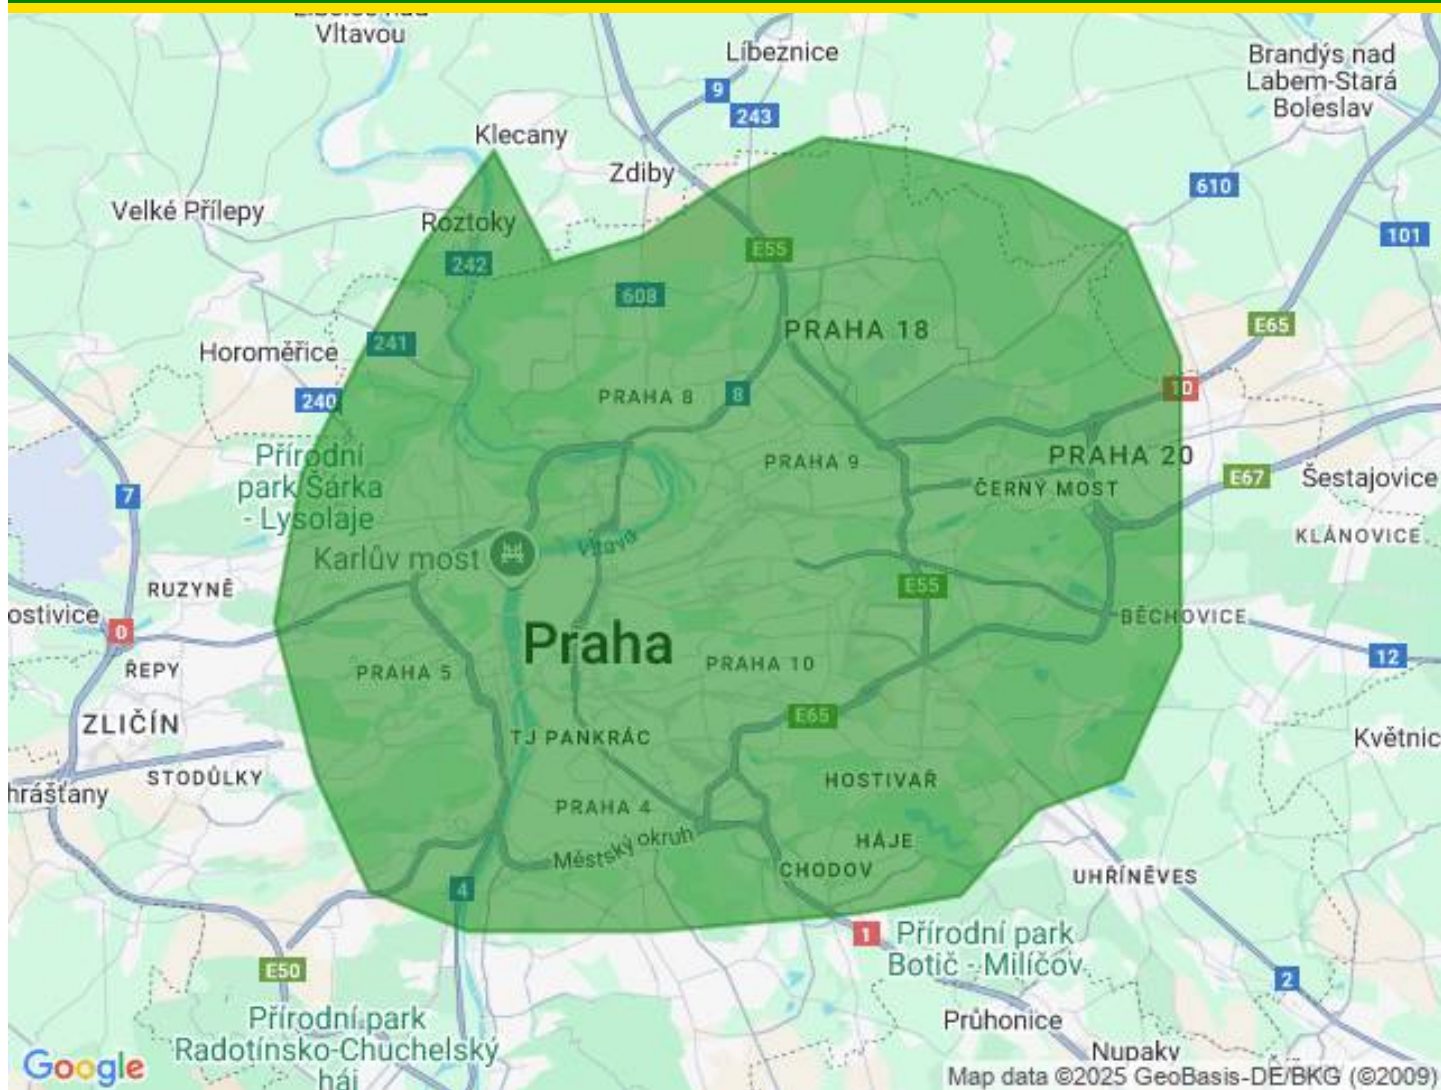 Vltavou
Líbeznice
Brandýs nad
Labem-Stará
Boleslav
9
243
Klecany
Zdiby
610
Velké Přílepy
Roztoky
101
242
E55
608
E65
PRAHA 18
241
Horoměřice
10
PRAHA 8
8
240
Přírodní
park Šárka
- Lysolaje
PRAHA 9
PRAHA 20
E67
Šestajovice
7
ČERNÝ MOST
KLÁNOVICE
Karlův most
Vltava
RUZYNĚ
E55
ostivice
0
BĚCHOVICE
Praha
12
ŘEPY
PRAHA 5
PRAHA 10
ZLIČÍN
E65
TJ PANKRÁC
Květnic
STODŮLKY
HOSTIVAŘ
hrášťany
PRAHA 4
Městský okruh
HÁJE
CHODOV
UHŘÍNĚVES
4
1
Přírodní park
Botič - Milíčov
E50
2
Přírodní park
Radotínsko-Chuchelský
háj
Průhonice
Nupaky
Google
Map data ©2025 GeoBasis-DE/BKG (©2009)